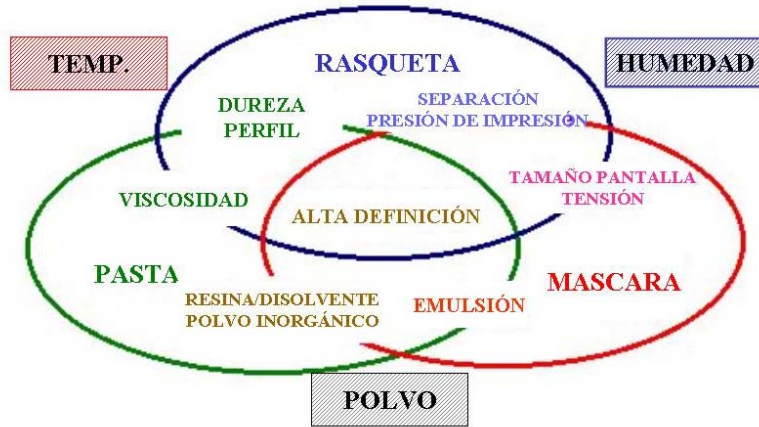 TEMP.
RASQUETA
HUMEDAD
DUREZA
PERFIL
SEPARACIÓN
PRESIÓN DE IMPRESIÓN
VISCOSIDAD
TAMAÑO PANTALLA
TENSIÓN
ALTA DEFINICIÓN
PASTA
MASCARA
RESINA/DISOLVENTE
POLVO INORGÁNICO
EMULSIÓN
POLVO